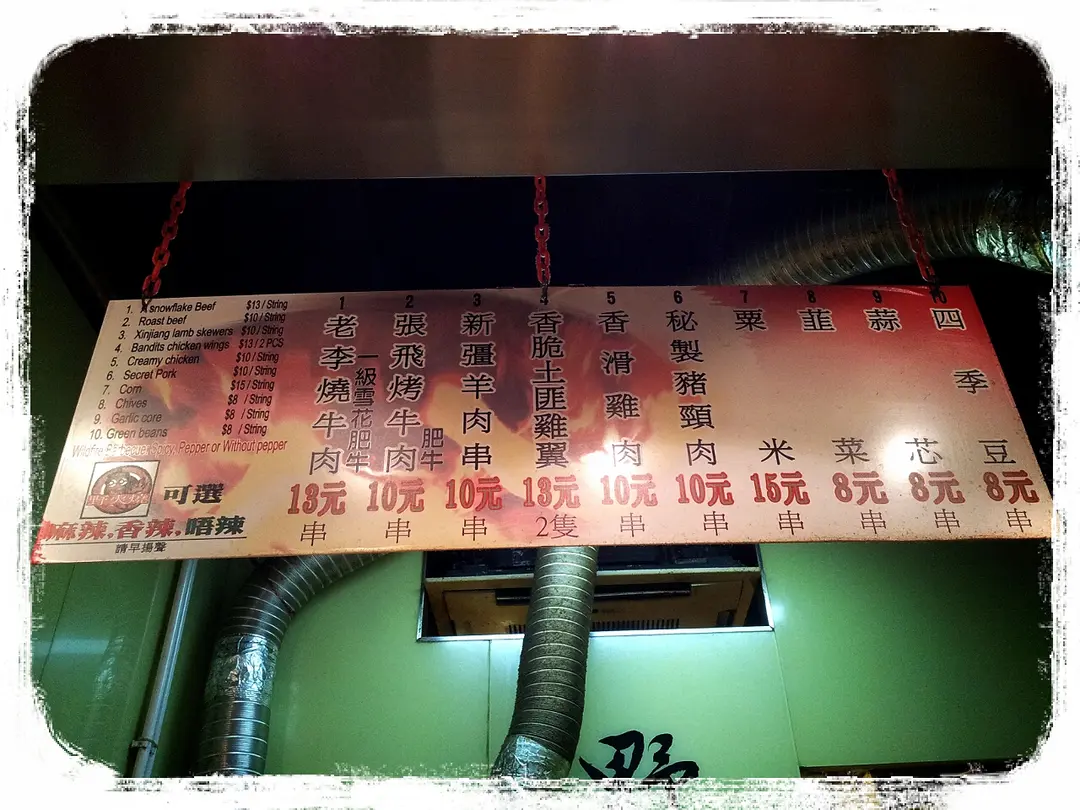 1. A snowflake Beef $13 / String
2. Roast beef $10 / String
3. Xinjiang lamb skewers $10 / String
4. Bandits chicken wings $13 / 2 PCS
5. Creamy chicken $10 / String
6. Secret Pork $10 / String
7. Corn $15 / String
8. Chives $8 / String
9. Garlic core $8 / String
10. Green beans $8 / String
Pepper or Without pepper
可選
麻辣,香辣,唔辣
請早揚聲
1
老李燒牛肉
一級雪花肥牛
13元
串
2
張飛烤牛肉
肥牛
10元
串
3
新彊羊肉串
10元
串
4
香脆土匪雞翼
13元
2隻
5
香滑雞肉
10元
串
6
秘製豬頸肉
10元
串
7
粟米
15元
串
8
韮菜
8元
串
9
蒜芯
8元
串
10
四季豆
8元
串
野